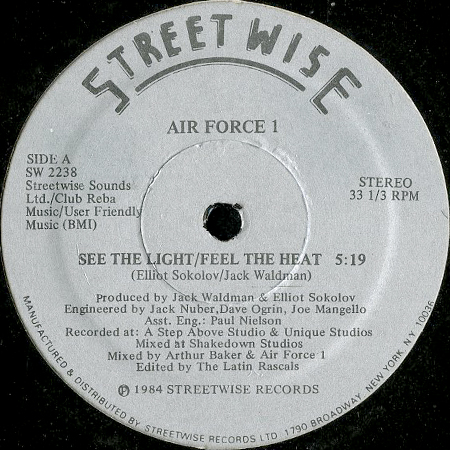 STREETWISE
AIR FORCE 1
SIDE A
SW 2238
Streetwise Sounds
Ltd./Club Reba
Music/User Friendly
Music (BMI)
STEREO
33 1/3 RPM
SEE THE LIGHT/FEEL THE HEAT 5:19
(Elliot Sokolov/Jack Waldman)
Produced by Jack Waldman & Elliot Sokolov
Engineered by Jack Nuber,Dave Ogrin, Joe Mangello
Asst. Eng.: Paul Nielson
Recorded at: A Step Above Studio & Unique Studios
Mixed at Shakedown Studios
Mixed by Arthur Baker & Air Force 1
Edited by The Latin Rascals
℗ 1984 STREETWISE RECORDS
MANUFACTURED & DISTRIBUTED BY STREETWISE RECORDS LTD. 1790 BROADWAY, NEW YORK, N.Y. 10036